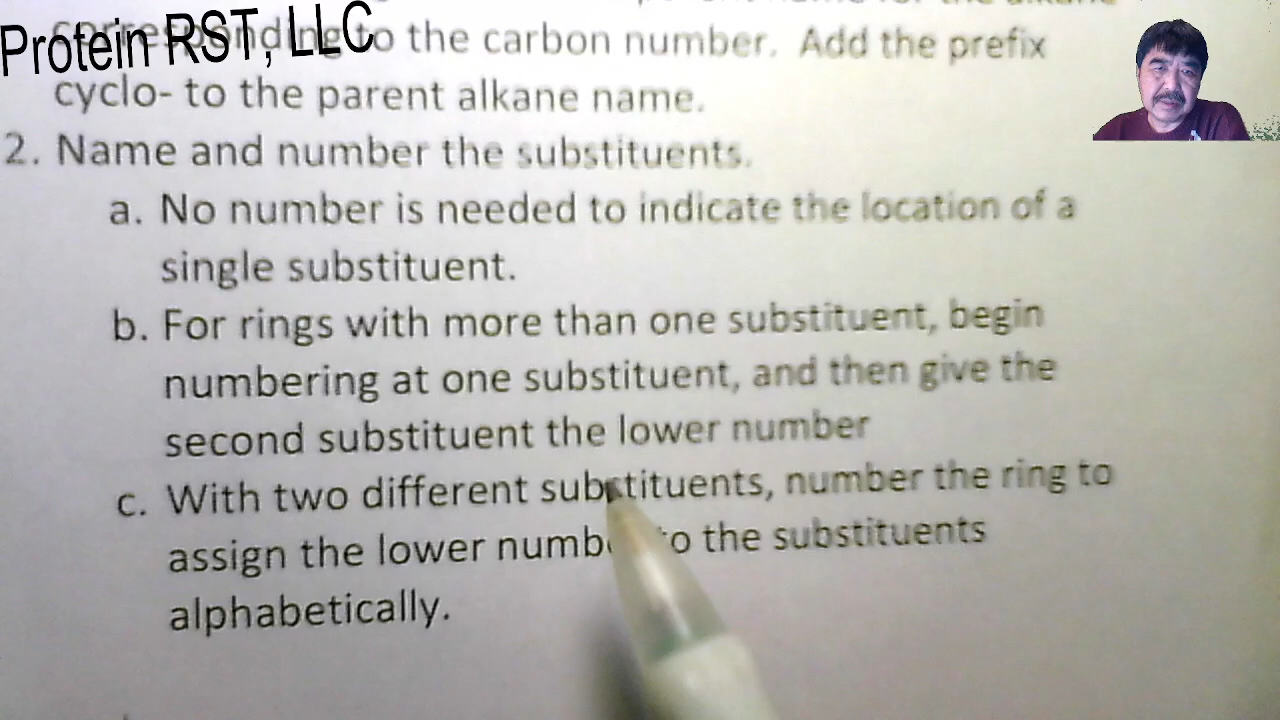 Protein RST, LLC
to the carbon number. Add the prefix
cyclo- to the parent alkane name.
2. Name and number the substituents.
a. No number is needed to indicate the location of a
single substituent.
b. For rings with more than one substituent, begin
numbering at one substituent, and then give the
second substituent the lower number
c. With two different substituents, number the ring to
assign the lower to the substituents
alphabetically.